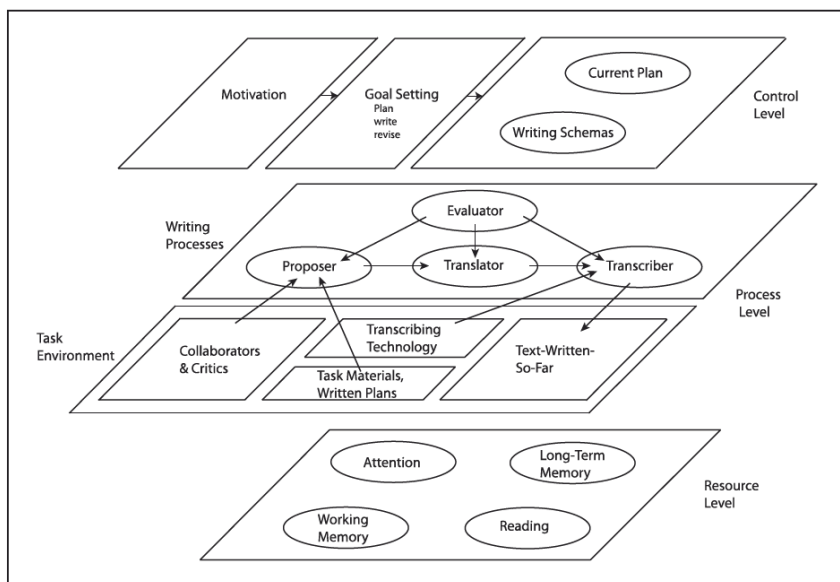 Motivation
Goal Setting
Plan
write
revise
Current Plan
Writing Schemas
Control
Level
Writing
Processes
Evaluator
Proposer
Translator
Transcriber
Process
Level
Task
Environment
Collaborators
& Critics
Transcribing
Technology
Task Materials,
Written Plans
Text-Written-
So-Far
Attention
Long-Term
Memory
Working
Memory
Reading
Resource
Level